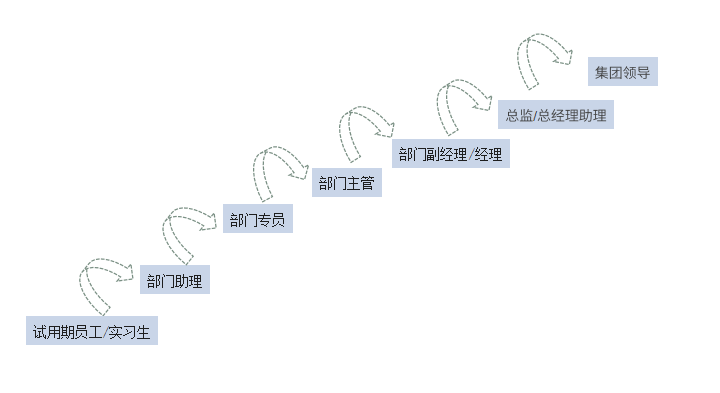 集团领导
总监/总经理助理
部门副经理/经理
部门主管
部门专员
部门助理
试用期员工/实习生